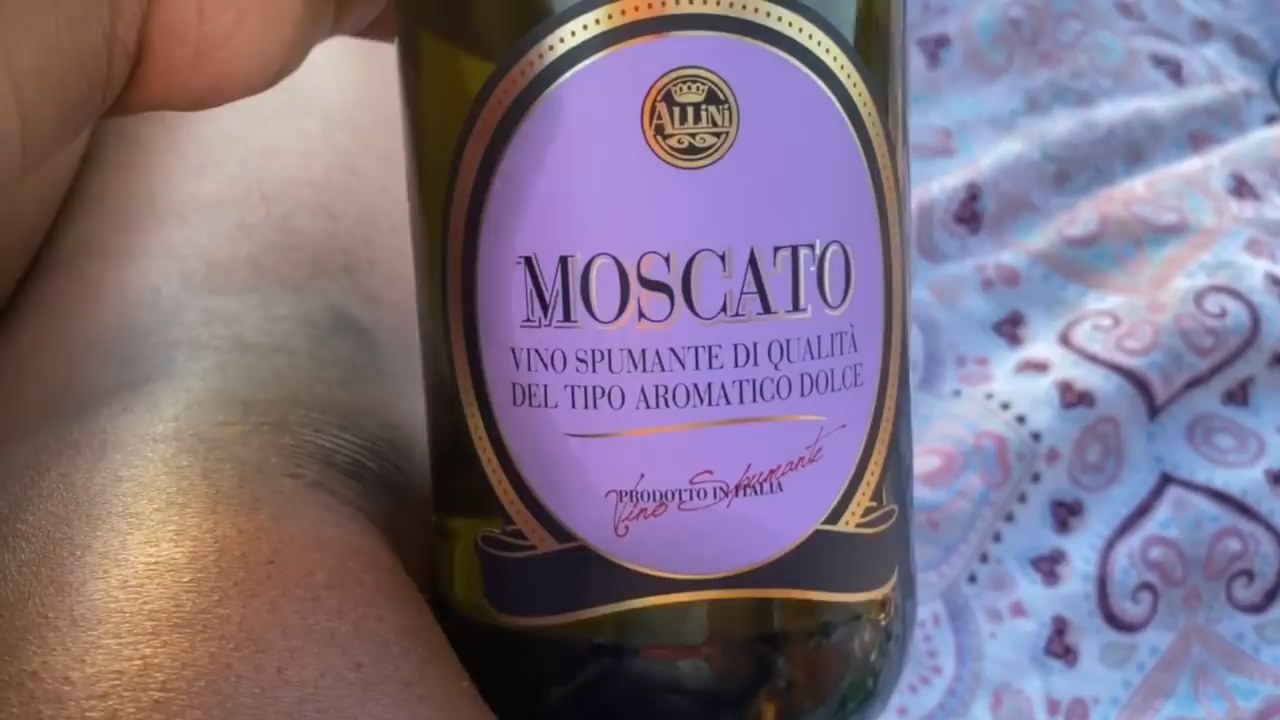 ALLiNi
MOSCATO
VINO SPUMANTE DI QUALITÀ
DEL TIPO AROMATICO DOLCE
PRODOTTO IN ITALIA
Vino Spumante